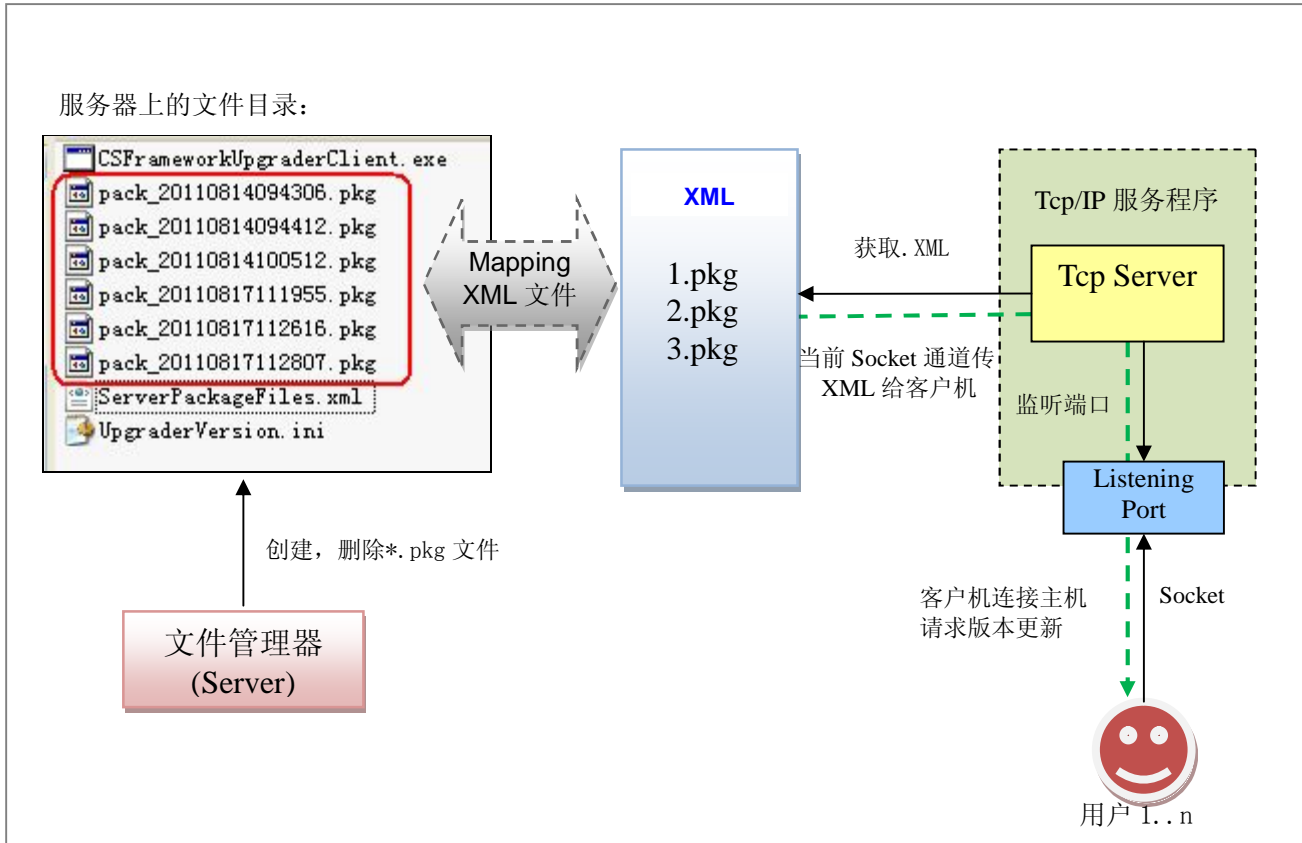 服务器上的文件目录：
CSFrameworkUpgraderClient.exe
pack_20110814094306.pkg
pack_20110814094412.pkg
pack_20110814100512.pkg
pack_20110817111955.pkg
pack_20110817112616.pkg
pack_20110817112807.pkg
ServerPackageFiles.xml
UpgraderVersion.ini
创建，删除*.pkg 文件
文件管理器
(Server)
Mapping
XML 文件
XML
1.pkg
2.pkg
3.pkg
获取.XML
当前 Socket 通道传
XML 给客户机
Tcp/IP 服务程序
Tcp Server
监听端口
Listening
Port
客户机连接主机
请求版本更新
Socket
用户 1..n